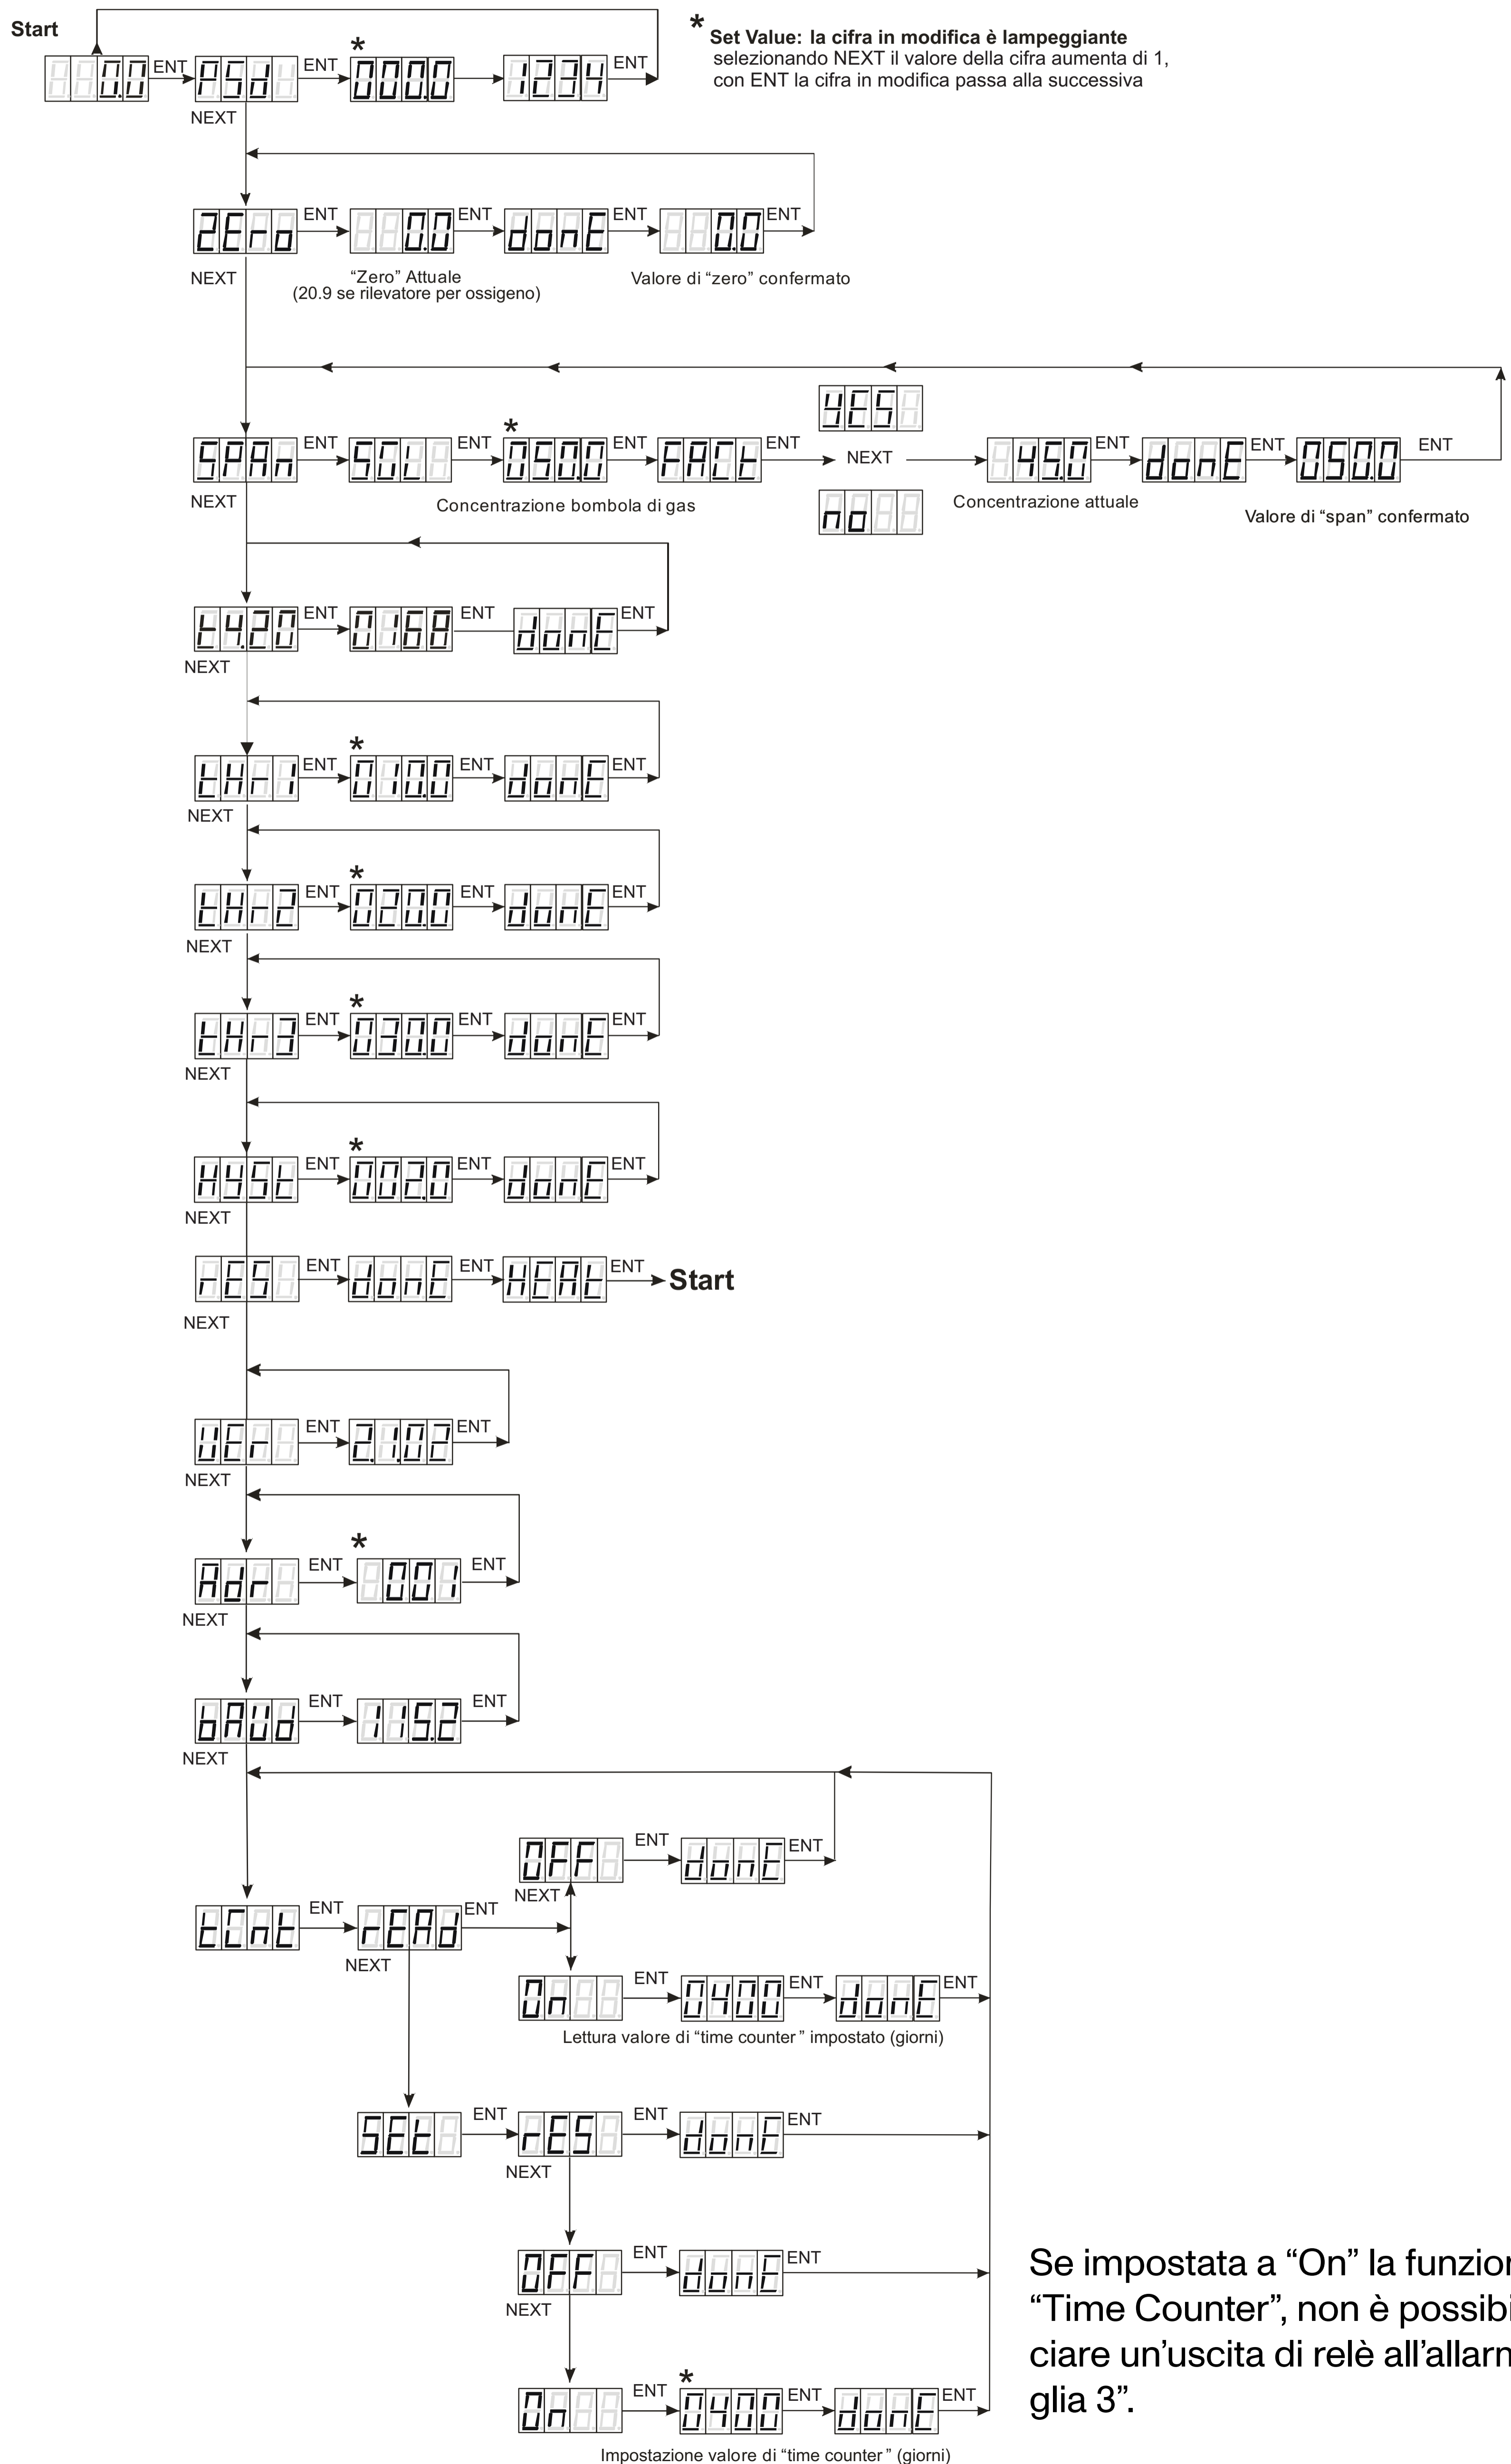 Start
*
* Set Value: la cifra in modifica è lampeggiante
selezionando NEXT il valore della cifra aumenta di 1,
con ENT la cifra in modifica passa alla successiva
0.0 ENT PSd ENT 000.0 1234 ENT
NEXT
ZEro ENT 0.0 ENT donE ENT 0.0 ENT
NEXT
“Zero” Attuale
(20.9 se rilevatore per ossigeno)
Valore di “zero” confermato
YES
*
SPAn ENT ENT 050.0 ENT FACt ENT NEXT 45.0 ENT donE ENT 050.0 ENT
NEXT
Concentrazione bombola di gas
no
Concentrazione attuale
Valore di “span” confermato
t4.20 ENT 0168 ENT donE ENT
NEXT
*
tHr1 ENT 010.0 ENT donE ENT
NEXT
*
tHr2 ENT 020.0 ENT donE ENT
NEXT
*
tHr3 ENT 030.0 ENT donE ENT
NEXT
*
HYSt ENT 002.0 ENT donE ENT
NEXT
rES ENT donE ENT HEAt ENT Start
NEXT
VEr ENT 2.1.02 ENT
NEXT
*
Adr ENT 001 ENT
NEXT
bAUd ENT 115.2 ENT
NEXT
OFF ENT donE ENT
NEXT
tCnt ENT rEAd ENT
NEXT
On ENT 0400 ENT donE ENT
Lettura valore di “time counter” impostato (giorni)
SEt ENT rES ENT donE ENT
NEXT
OFF ENT donE ENT
NEXT
*
On ENT 0400 ENT donE ENT
Impostazione valore di “time counter” (giorni)
Se impostata a “On” la funzion
“Time Counter”, non è possibi
ciare un’uscita di relè all’allarn
glia 3”.